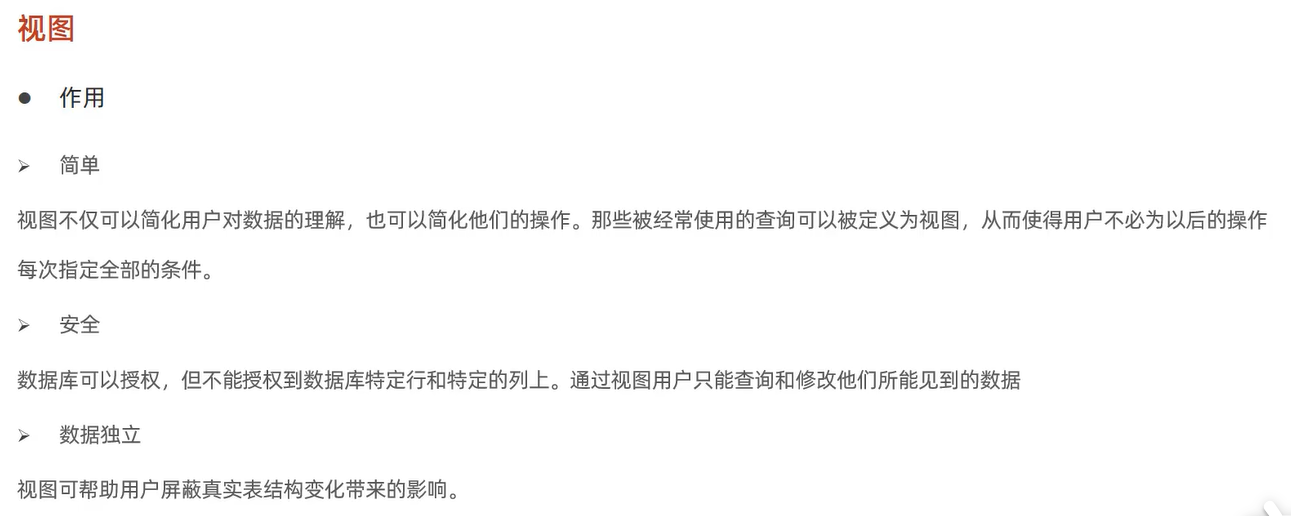 视图
● 作用
➢ 简单
视图不仅可以简化用户对数据的理解，也可以简化他们的操作。那些被经常使用的查询可以被定义为视图，从而使得用户不必为以后的操作
每次指定全部的条件。
➢ 安全
数据库可以授权，但不能授权到数据库特定行和特定的列上。通过视图用户只能查询和修改他们所能见到的数据
➢ 数据独立
视图可帮助用户屏蔽真实表结构变化带来的影响。